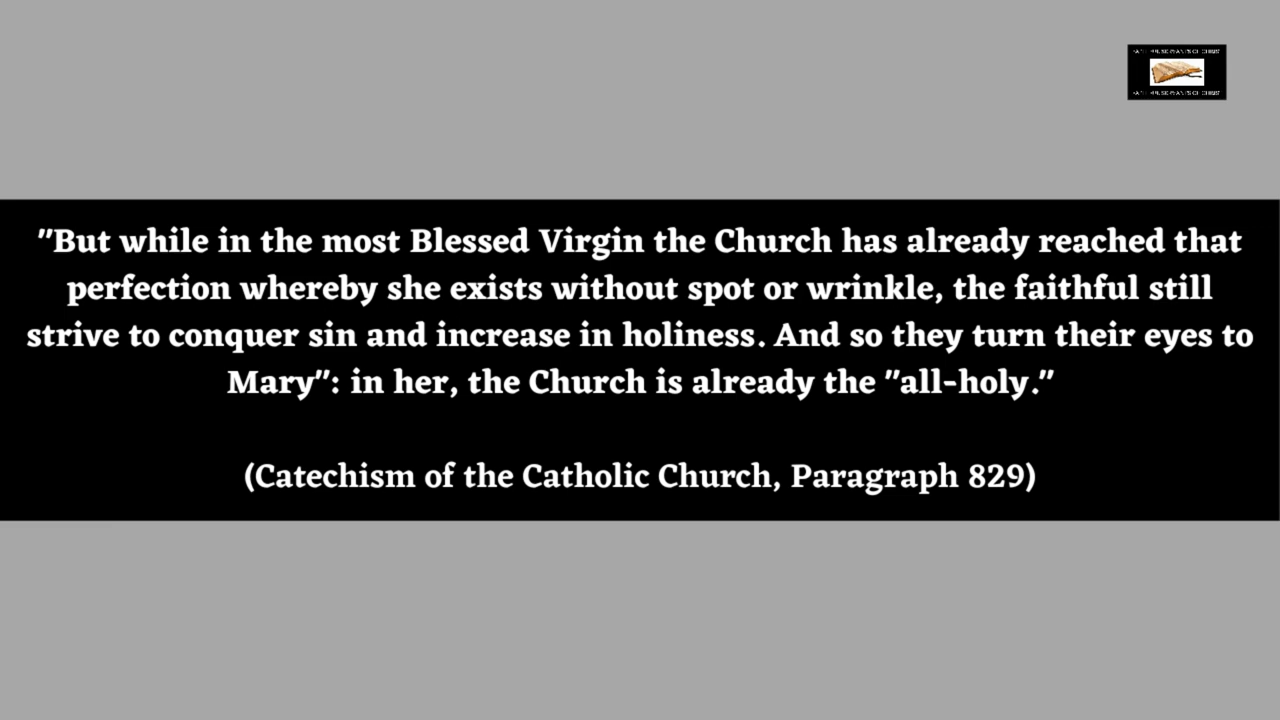 "But while in the most Blessed Virgin the Church has already reached that
perfection whereby she exists without spot or wrinkle, the faithful still
strive to conquer sin and increase in holiness. And so they turn their eyes to
Mary": in her, the Church is already the "all-holy."
(Catechism of the Catholic Church, Paragraph 829)